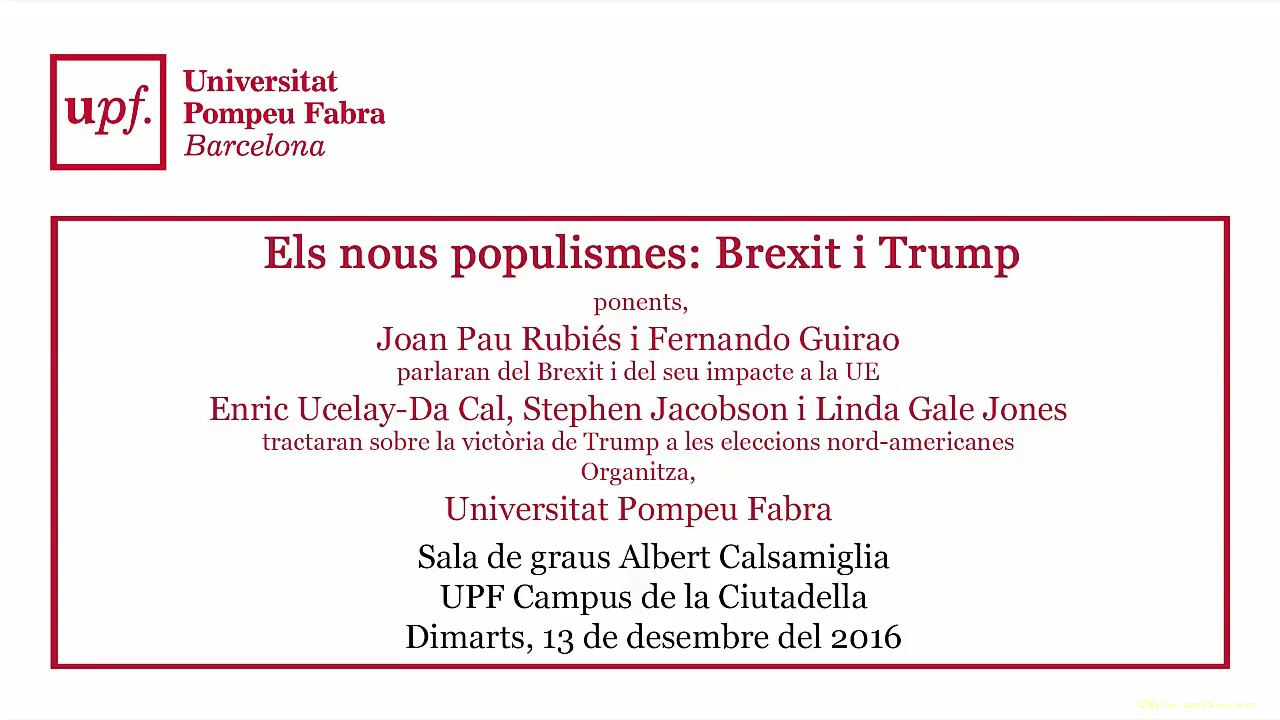 upf.
Universitat
Pompeu Fabra
Barcelona
Els nous populismes: Brexit i Trump
ponents,
Joan Pau Rubiés i Fernando Guirao
parlaran del Brexit i del seu impacte a la UE
Enric Ucelay-Da Cal, Stephen Jacobson i Linda Gale Jones
tractaran sobre la victòria de Trump a les eleccions nord-americanes
Organitza,
Universitat Pompeu Fabra
Sala de graus Albert Calsamiglia
UPF Campus de la Ciutadella
Dimarts, 13 de desembre del 2016